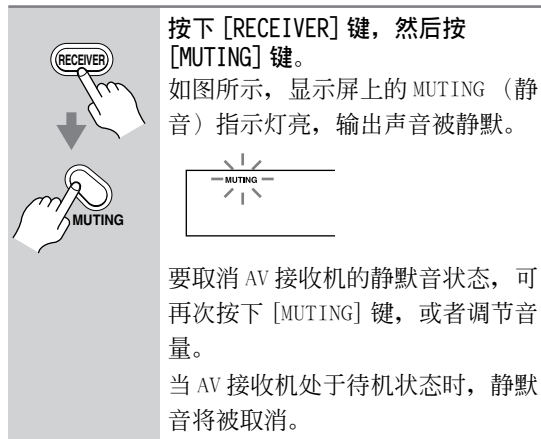 RECEIVER
MUTING
按下 [RECEIVER] 键，然后按
[MUTING] 键。
如图所示，显示屏上的 MUTING （静
音）指示灯亮，输出声音被静默。
MUTING
要取消 AV 接收机的静默音状态，可
再次按下 [MUTING] 键，或者调节音
量。
当 AV 接收机处于待机状态时，静默
音将被取消。